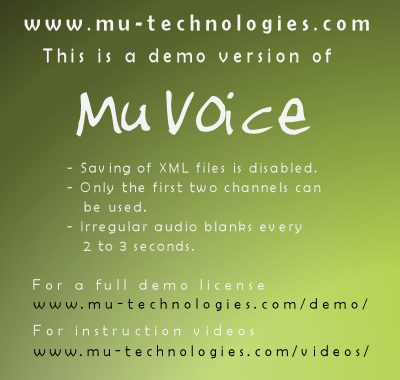 www.mu-technologies.com
This is a demo version of
Mu Voice
- Saving of XML files is disabled.
- Only the first two channels can
be used.
- Irregular audio blanks every
2 to 3 seconds.
For a full demo license
www.mu-technologies.com/demo/
For instruction videos
www.mu-technologies.com/videos/